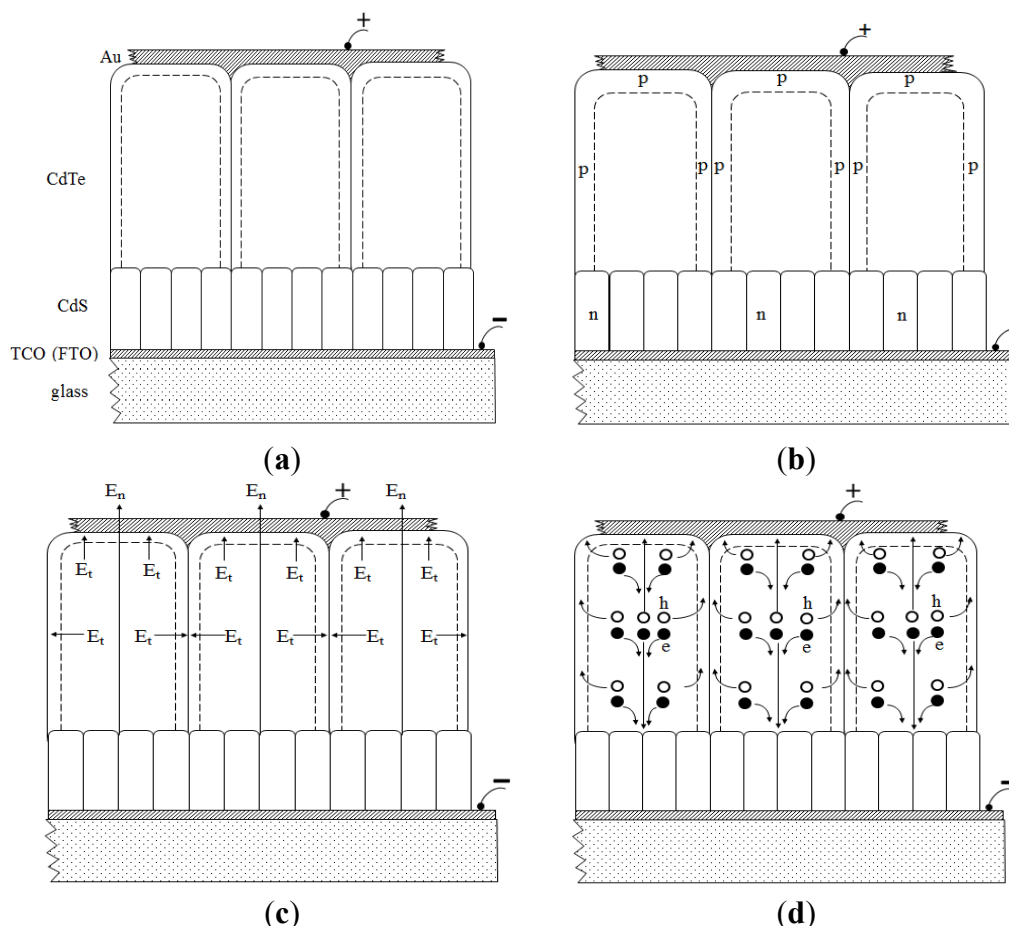 +
Au
CdTe
CdS
−
TCO (FTO)
glass
(a)
+
p p p
p p p p p p
n n n
(b)
+
En En En
Et Et Et Et Et Et
Et Et Et Et Et Et
−
(c)
+
h h h
e e e
−
(d)